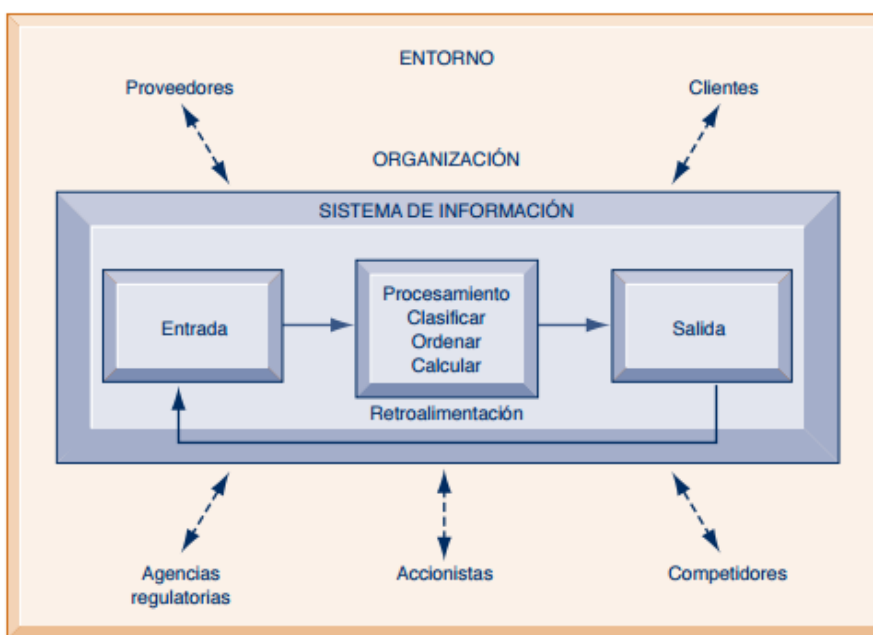 ENTORNO
Proveedores
Clientes
ORGANIZACIÓN
SISTEMA DE INFORMACIÓN
Entrada
Procesamiento
Clasificar
Ordenar
Calcular
Salida
Retroalimentación
Agencias
regulatorias
Accionistas
Competidores